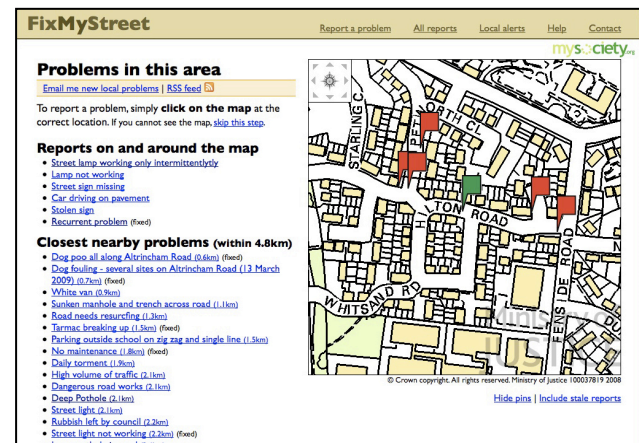 FixMyStreet
Report a problem All reports Local alerts Help Contact
mysociety.org
Problems in this area
Email me new local problems | RSS feed
To report a problem, simply click on the map at the
correct location. If you cannot see the map, skip this step.
Reports on and around the map
Street lamp working only intermittentlytly
Lamp not working
Street sign missing
Car driving on pavement
Stolen sign
Recurrent problem (fixed)
Closest nearby problems (within 4.8km)
Dog poo all along Altrincham Road (0.6km) (fixed)
Dog fouling - several sites on Altrincham Road (13 March
2009) (0.7km) (fixed)
White van (0.9km)
Sunken manhole and trench across road (1.1km)
Road needs resurfcing (1.3km)
Tarmac breaking up (1.5km) (fixed)
Parking outside school on zig zag and single line (1.5km)
No maintenance (1.8km) (fixed)
Daily torment (1.9km)
High volume of traffic (2.1km)
Dangerous road works (2.1km)
Deep Pothole (2.1km)
Street light (2.1km)
Rubbish left by council (2.2km)
Street light not working (2.2km) (fixed)
STARLING C
ORTH CL
TON ROAD
WHITSAND RD
FENSIDE ROAD
DU
Ministry of
JUSTICE
© Crown copyright. All rights reserved. Ministry of Justice 100037819 2008
Hide pins | Include stale reports